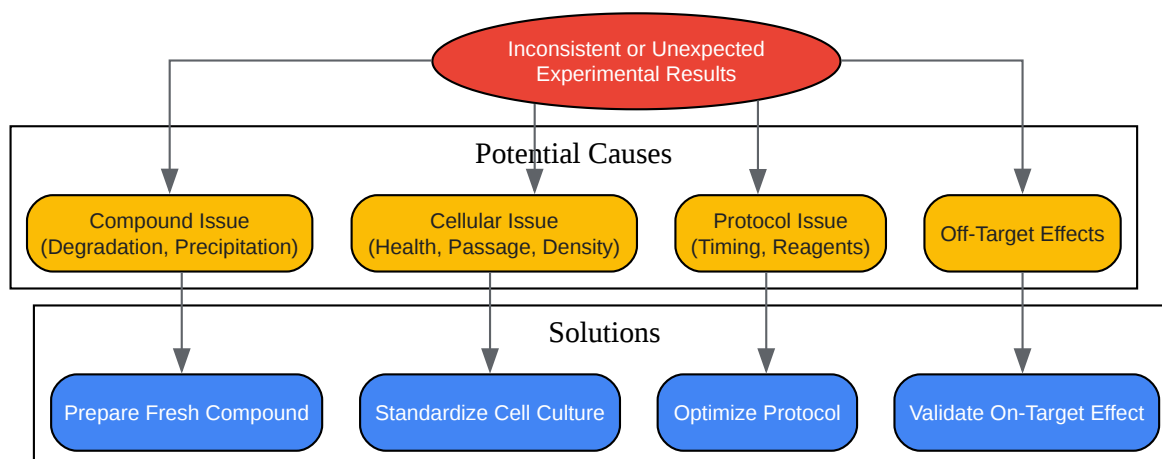 Inconsistent or Unexpected
Experimental Results
Potential Causes
Compound Issue
(Degradation, Precipitation)
Cellular Issue
(Health, Passage, Density)
Protocol Issue
(Timing, Reagents)
Off-Target Effects
Solutions
Prepare Fresh Compound
Standardize Cell Culture
Optimize Protocol
Validate On-Target Effect